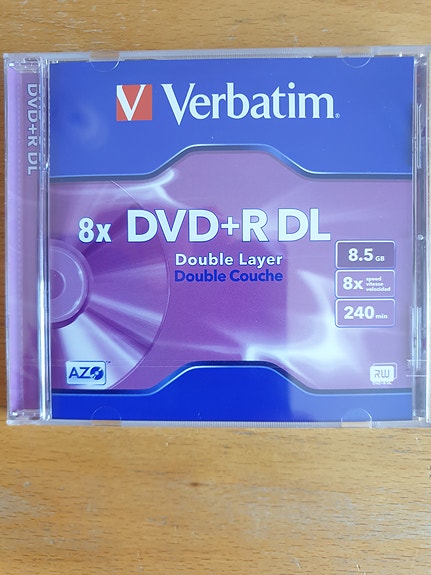 DVD+R DL
Verbatim.
8x DVD+R DL
Double Layer
Double Couche
8.5 GB
8x speed
vitesse
velocidad
240 min
AZO
RW